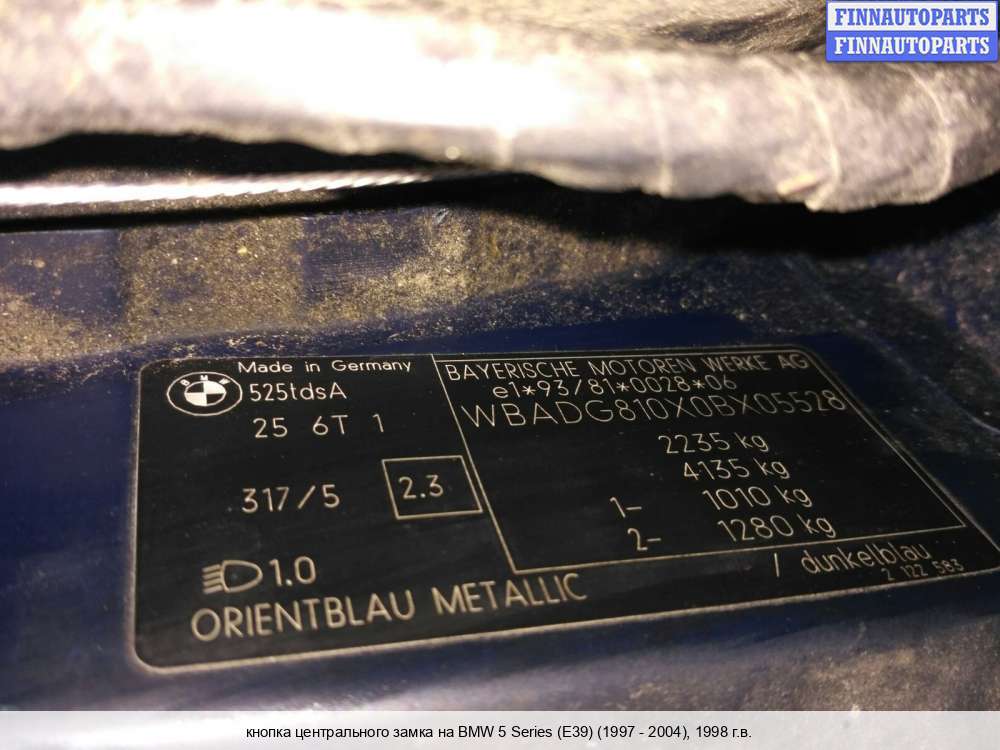 FINNAUTOPARTS
FINNAUTOPARTS
Made in Germany
BMW
525tdsA
25 6T 1
317/5
2.3
1.0
ORIENTBLAU METALLIC
BAYERISCHE MOTOREN WERKE AG
e1*93/81*0028*06
WBADG810X0BX05528
2235 kg
4135 kg
1- 1010 kg
2- 1280 kg
/ dunkelblau
2 122 583
кнопка центрального замка на BMW 5 Series (E39) (1997 - 2004), 1998 г.в.